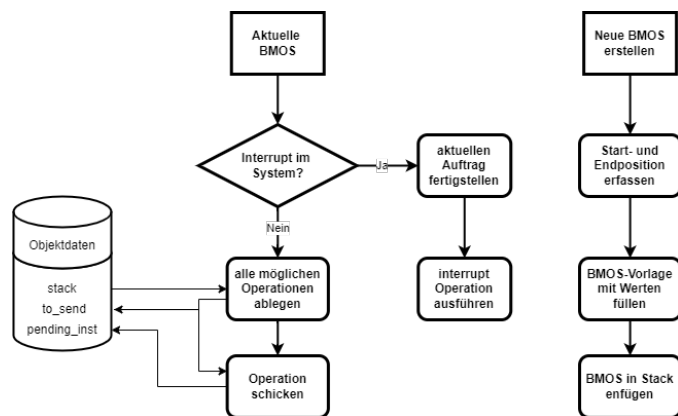 Aktuelle
BMOS
Neue BMOS
erstellen
Interrupt im
System?
Ja
aktuellen
Auftrag
fertigstellen
Start- und
Endposition
erfassen
Nein
Objektdaten
stack
to_send
pending_inst
alle möglichen
Operationen
ablegen
interrupt
Operation
ausführen
BMOS-Vorlage
mit Werten
füllen
Operation
schicken
BMOS in Stack
enfügen